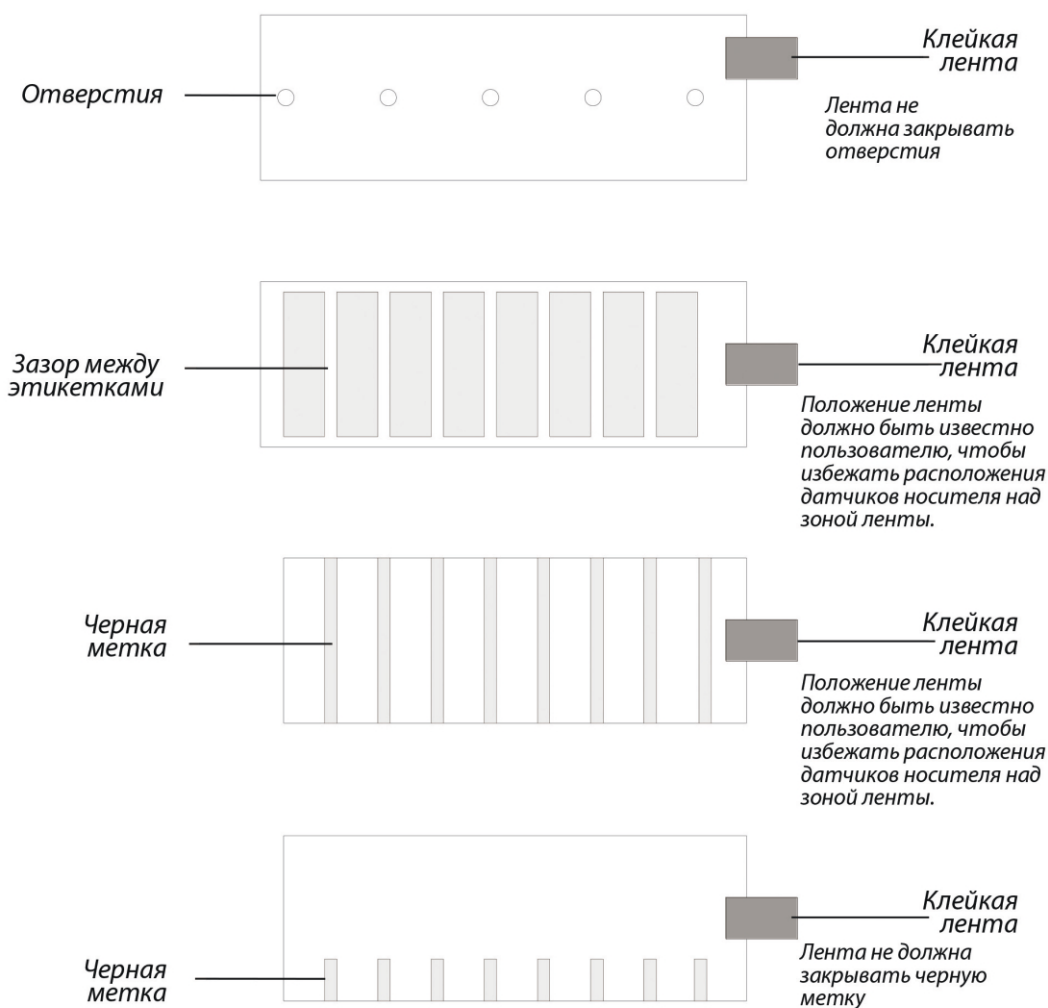 Отверстия
Клейкая
лента
Лента не
должна закрывать
отверстия
Зазор между
этикетками
Клейкая
лента
Положение ленты
должно быть известно
пользователю, чтобы
избежать расположения
датчиков носителя над
зоной ленты.
Черная
метка
Клейкая
лента
Положение ленты
должно быть известно
пользователю, чтобы
избежать расположения
датчиков носителя над
зоной ленты.
Черная
метка
Клейкая
лента
Лента не должна
закрывать черную
метку